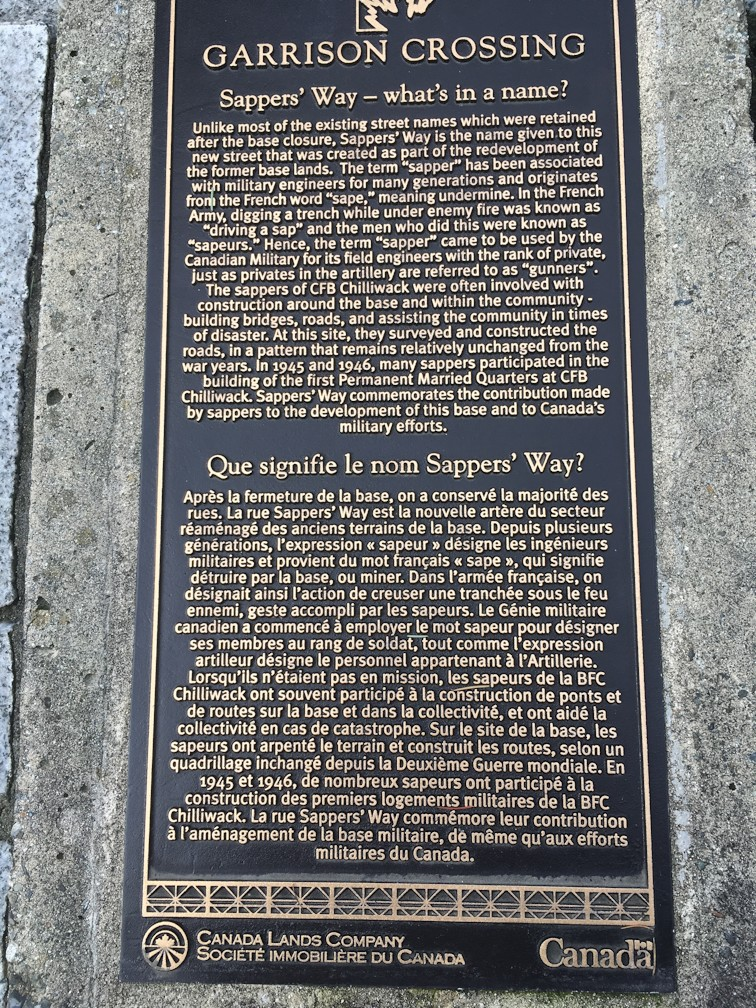 GARRISON CROSSING
Sappers' Way – what's in a name?
Unlike most of the existing street names which were retained
after the base closure, Sappers' Way is the name given to this
new street that was created as part of the redevelopment of
the former base lands. The term "sapper" has been associated
with military engineers for many generations and originates
from the French word "sape," meaning undermine. In the French
Army, digging a trench while under enemy fire was known as
"driving a sap" and the men who did this were known as
"sapeurs." Hence, the term "sapper" came to be used by the
Canadian Military for its field engineers with the rank of private,
just as privates in the artillery are referred to as "gunners".
The sappers of CFB Chilliwack were often involved with
construction around the base and within the community -
building bridges, roads, and assisting the community in times
of disaster. At this site, they surveyed and constructed the
roads, in a pattern that remains relatively unchanged from the
war years. In 1945 and 1946, many sappers participated in the
building of the first Permanent Married Quarters at CFB
Chilliwack. Sappers' Way commemorates the contribution made
by sappers to the development of this base and to Canada's
military efforts.
Que signifie le nom Sappers' Way?
Après la fermeture de la base, on a conservé la majorité des
rues. La rue Sappers' Way est la nouvelle artère du secteur
réaménagé des anciens terrains de la base. Depuis plusieurs
générations, l'expression « sapeur » désigne les ingénieurs
militaires et provient du mot français « sape », qui signifie
détruire par la base, ou miner. Dans l'armée française, on
désignait ainsi l'action de creuser une tranchée sous le feu
ennemi, geste accompli par les sapeurs. Le Génie militaire
canadien a commencé à employer le mot sapeur pour désigner
ses membres au rang de soldat, tout comme l'expression
artilleur désigne le personnel appartenant à l'Artillerie.
Lorsqu'ils n'étaient pas en mission, les sapeurs de la BFC
Chilliwack ont souvent participé à la construction de ponts et
de routes sur la base et dans la collectivité, et ont aidé la
collectivité en cas de catastrophe. Sur le site de la base, les
sapeurs ont arpenté le terrain et construit les routes, selon un
quadrillage inchangé depuis la Deuxième Guerre mondiale. En
1945 et 1946, de nombreux sapeurs ont participé à la
construction des premiers logements militaires de la BFC
Chilliwack. La rue Sappers' Way commémore leur contribution
à l'aménagement de la base militaire, de même qu'aux efforts
militaires du Canada.
CANADA LANDS COMPANY
SOCIÉTÉ IMMOBILIÈRE DU CANADA
Canada